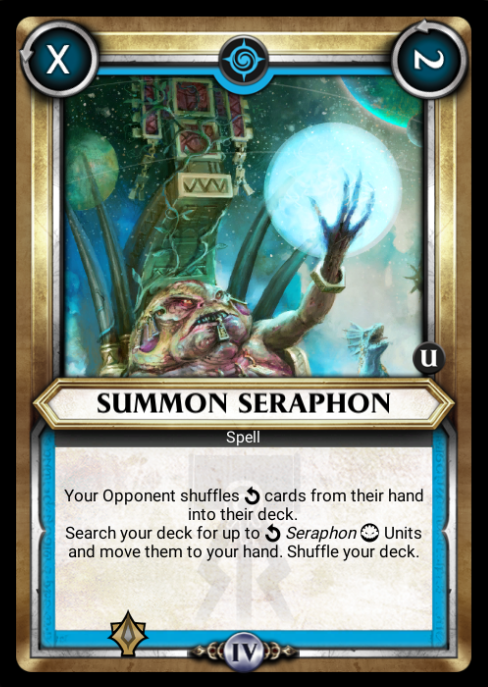 X
2
u
SUMMON SERAPHON
Spell
Your Opponent shuffles cards from their hand
into their deck.
Search your deck for up to Seraphon Units
and move them to your hand. Shuffle your deck.
IV